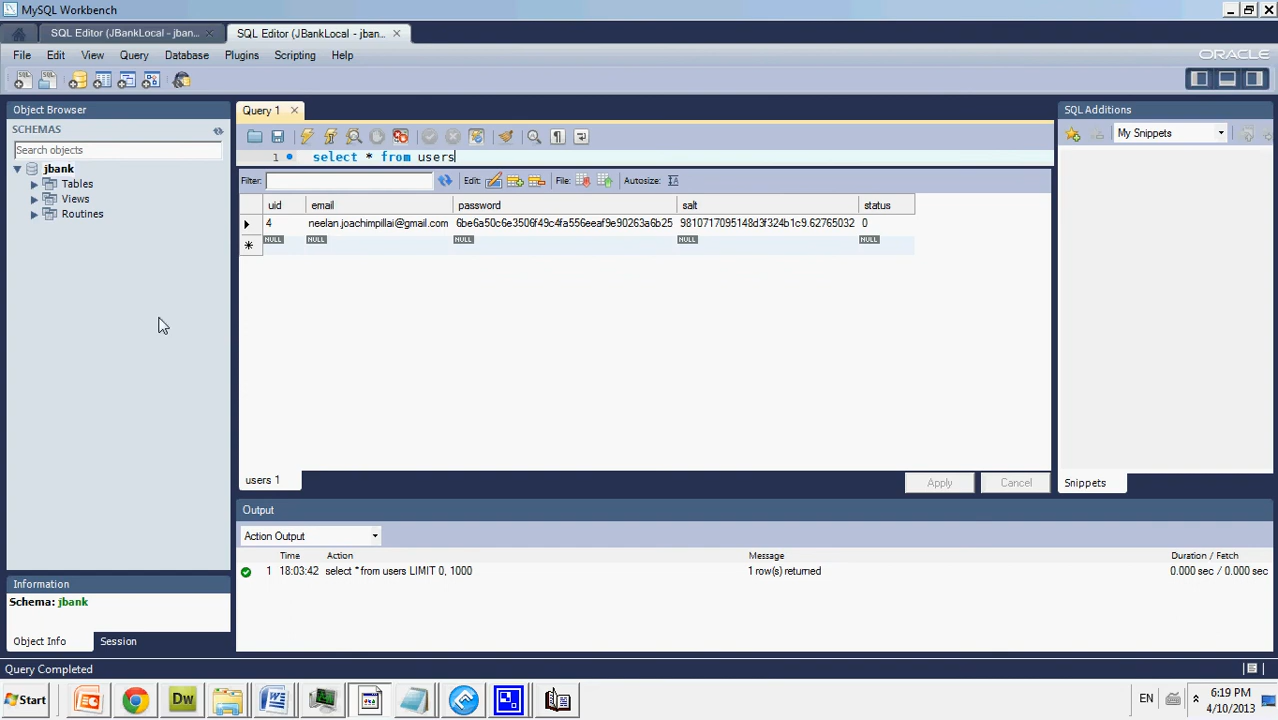 MySQL Workbench
SQL Editor (JBankLocal - jban... ×
SQL Editor (JBankLocal - jban... ×
File Edit View Query Database Plugins Scripting Help
ORACLE
Object Browser
SCHEMAS
Search objects
jbank
Tables
Views
Routines
Query 1 ×
1 select * from users
Filter: Edit: File: Autosize:
uid email password salt status
4 neelan.joachimpillai@gmail.com 6be6a50c6e3506f49c4fa556eeaf9e90263a6b25 9810717095148d3f324b1c9.62765032 0
NULL NULL NULL NULL NULL
users 1
Apply Cancel
SQL Additions
My Snippets
Snippets
Output
Action Output
Time Action Message Duration / Fetch
1 18:03:42 select * from users LIMIT 0, 1000 1 row(s) returned 0.000 sec / 0.000 sec
Information
Schema: jbank
Object Info Session
Query Completed
Start
Dw
EN
6:19 PM
4/10/2013